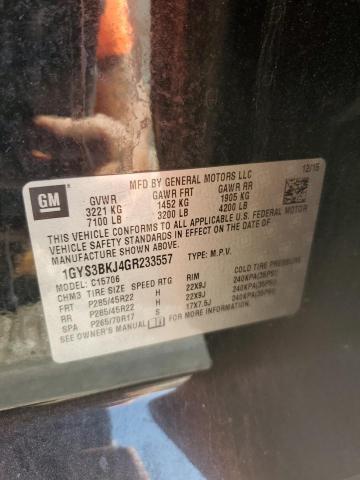 GM
MFD BY GENERAL MOTORS LLC
12/15
GVWR GAWR FRT GAWR RR
3221 KG 1452 KG 1905 KG
7100 LB 3200 LB 4200 LB
THIS VEHICLE CONFORMS TO ALL APPLICABLE U.S. FEDERAL MOTOR
VEHICLE SAFETY STANDARDS IN EFFECT ON THE DATE OF
MANUFACTURE SHOWN ABOVE.
1GYS3BKJ4GR233557 TYPE: M.P.V.
MODEL: C15706
CHM3 TIRE SIZE SPEED RTG RIM COLD TIRE PRESSURE
FRT P285/45R22 H 22X9J 240KPA(35PSI)
RR P285/45R22 H 22X9J 240KPA(35PSI)
SPA P265/70R17 S 17X7.5J 240KPA(35PSI)
SEE OWNER'S MANUAL FOR MORE INFORMATION.